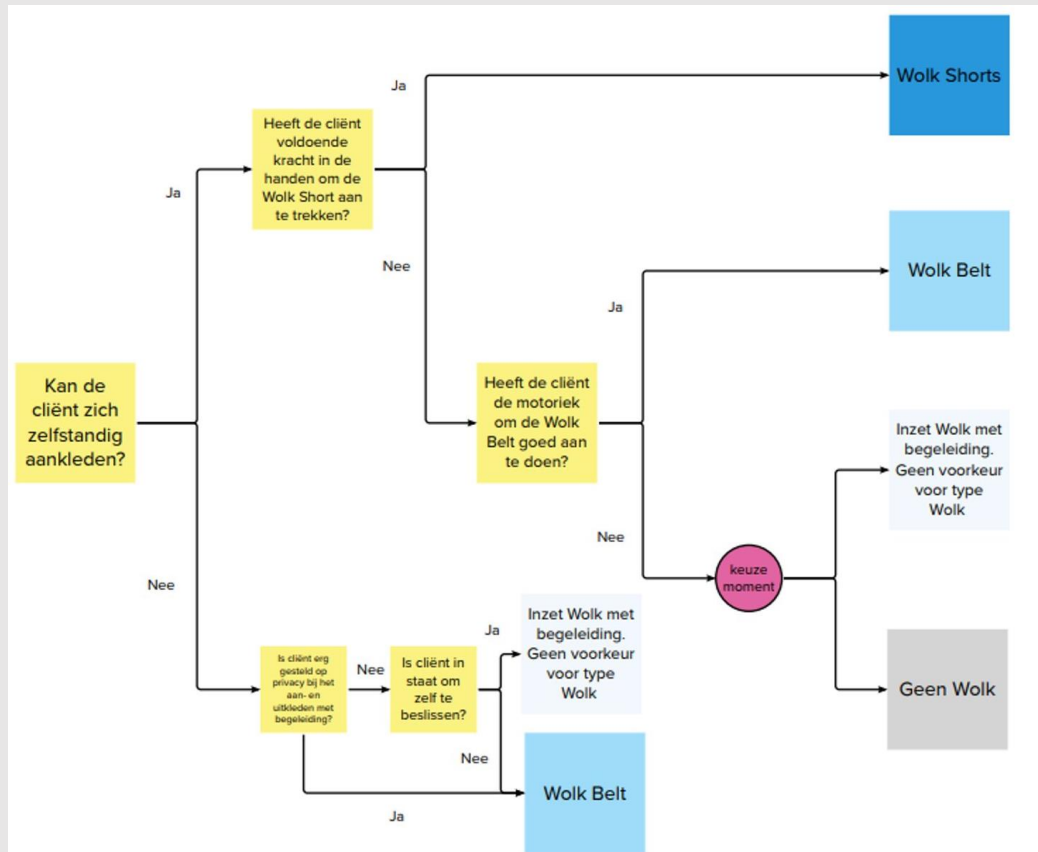 Ja
Wolk Shorts
Heeft de cliënt
voldoende
kracht in de
handen om de
Wolk Short aan
te trekken?
Ja
Nee
Wolk Belt
Ja
Kan de
cliënt zich
zelfstandig
aankleden?
Heeft de cliënt
de motoriek
om de Wolk
Belt goed aan
te doen?
Inzet Wolk met
begeleiding.
Geen voorkeur
voor type
Wolk
Nee
keuze
moment
Nee
Inzet Wolk met
begeleiding.
Geen voorkeur
voor type
Wolk
Ja
Is cliënt erg
gesteld op
privacy bij het
aan- en
uitkleden met
begeleiding?
Nee
Is cliënt in
staat om
zelf te
beslissen?
Geen Wolk
Nee
Wolk Belt
Ja